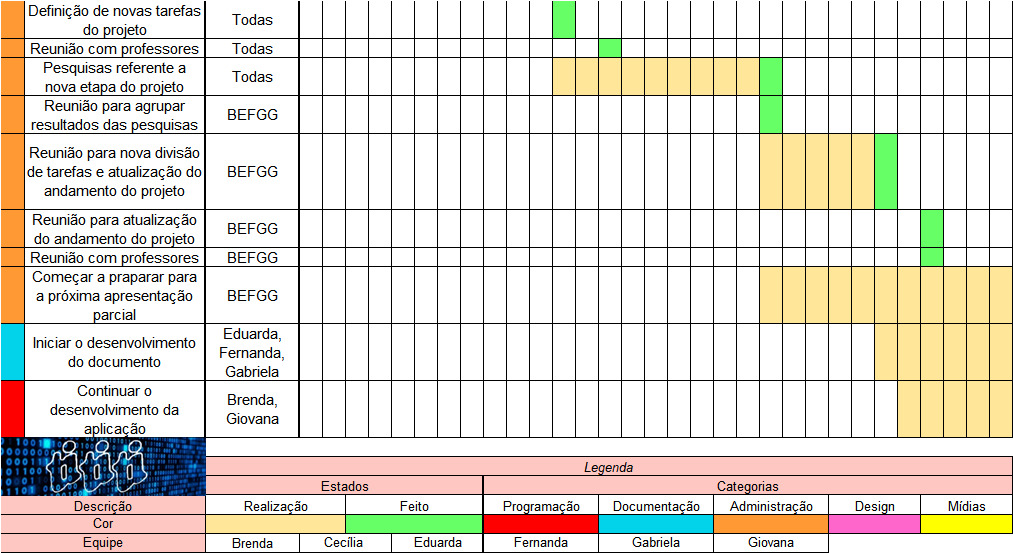 Definição de novas tarefas
do projeto
Todas
Reunião com professores
Todas
Pesquisas referente a
nova etapa do projeto
Todas
Reunião para agrupar
resultados das pesquisas
BEFGG
Reunião para nova divisão
de tarefas e atualização do
andamento do projeto
BEFGG
Reunião para atualização
do andamento do projeto
BEFGG
Reunião com professores
BEFGG
Começar a praparar para
a próxima apresentação
parcial
BEFGG
Iniciar o desenvolvimento
do documento
Eduarda,
Fernanda,
Gabriela
Continuar o
desenvolvimento da
aplicação
Brenda,
Giovana
Legenda
Estados
Categorias
Descrição
Realização
Feito
Programação
Documentação
Administração
Design
Mídias
Cor
Equipe
Brenda
Cecília
Eduarda
Fernanda
Gabriela
Giovana